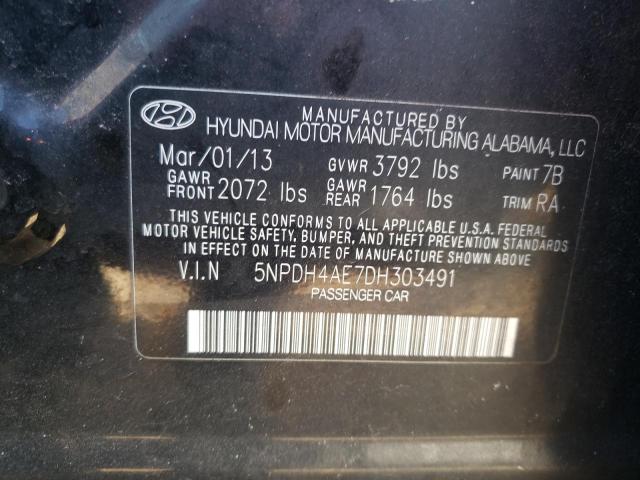 MANUFACTURED BY
HYUNDAI MOTOR MANUFACTURING ALABAMA, LLC
Mar/01/13 GVWR 3792 lbs PAINT 7B
GAWR FRONT 2072 lbs GAWR REAR 1764 lbs TRIM RA
THIS VEHICLE CONFORMS TO ALL APPLICABLE U.S.A. FEDERAL
MOTOR VEHICLE SAFETY, BUMPER, AND THEFT PREVENTION STANDARDS
IN EFFECT ON THE DATE OF MANUFACTURE SHOWN ABOVE
V.I.N 5NPDH4AE7DH303491
PASSENGER CAR